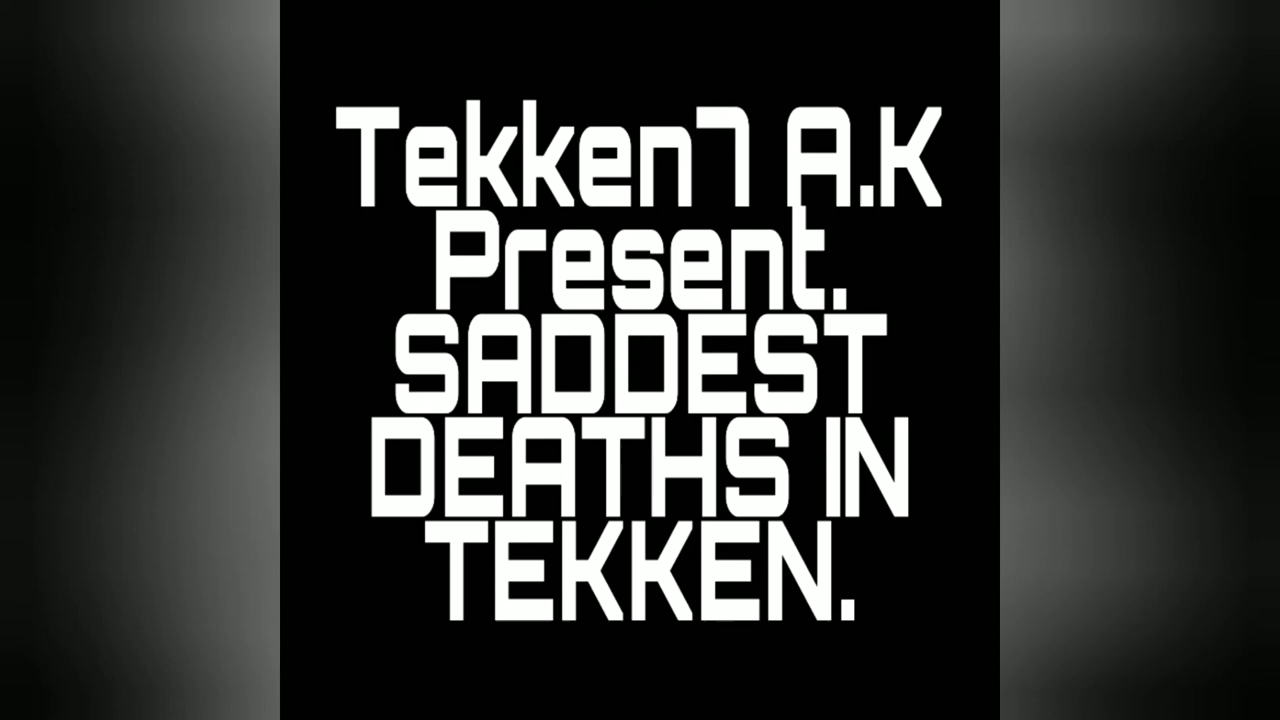 Tekken7 A.K
Present.
SADDEST
DEATHS IN
TEKKEN.